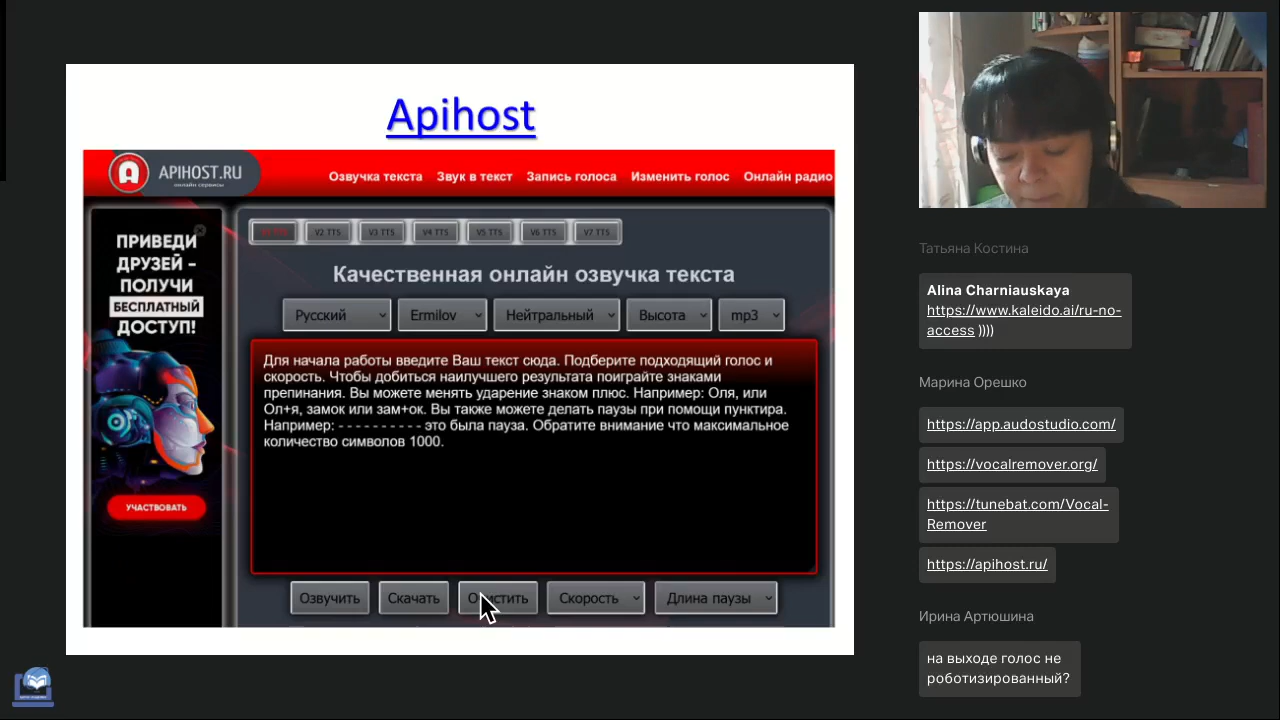 Apihost
APIHOST.RU
онлайн сервисы
Озвучка текста Звук в текст Запись голоса Изменить голос Онлайн радио
V2 TTS V3 TTS V4 TTS V5 TTS V6 TTS V7 TTS
ПРИВЕДИ
ДРУЗЕЙ –
ПОЛУЧИ
БЕСПЛАТНЫЙ
ДОСТУП!
УЧАСТВОВАТЬ
Качественная онлайн озвучка текста
Русский Ermilov Нейтральный Высота mp3
Для начала работы введите Ваш текст сюда. Подберите подходящий голос и
скорость. Чтобы добиться наилучшего результата поиграйте знаками
препинания. Вы можете менять ударение знаком плюс. Например: Оля, или
Ол+я, замок или зам+ок. Вы также можете делать паузы при помощи пунктира.
Например: - - - - - - - - - - это была пауза. Обратите внимание что максимальное
количество символов 1000.
Озвучить Скачать Скорость Длина паузы
Татьяна Костина
Alina Charniauskaya
https://www.kaleido.ai/ru-no-
access ))))
Марина Орешко
https://app.audostudio.com/
https://vocalremover.org/
https://tunebat.com/Vocal-
Remover
https://apihost.ru/
Ирина Артюшина
на выходе голос не
роботизированный?